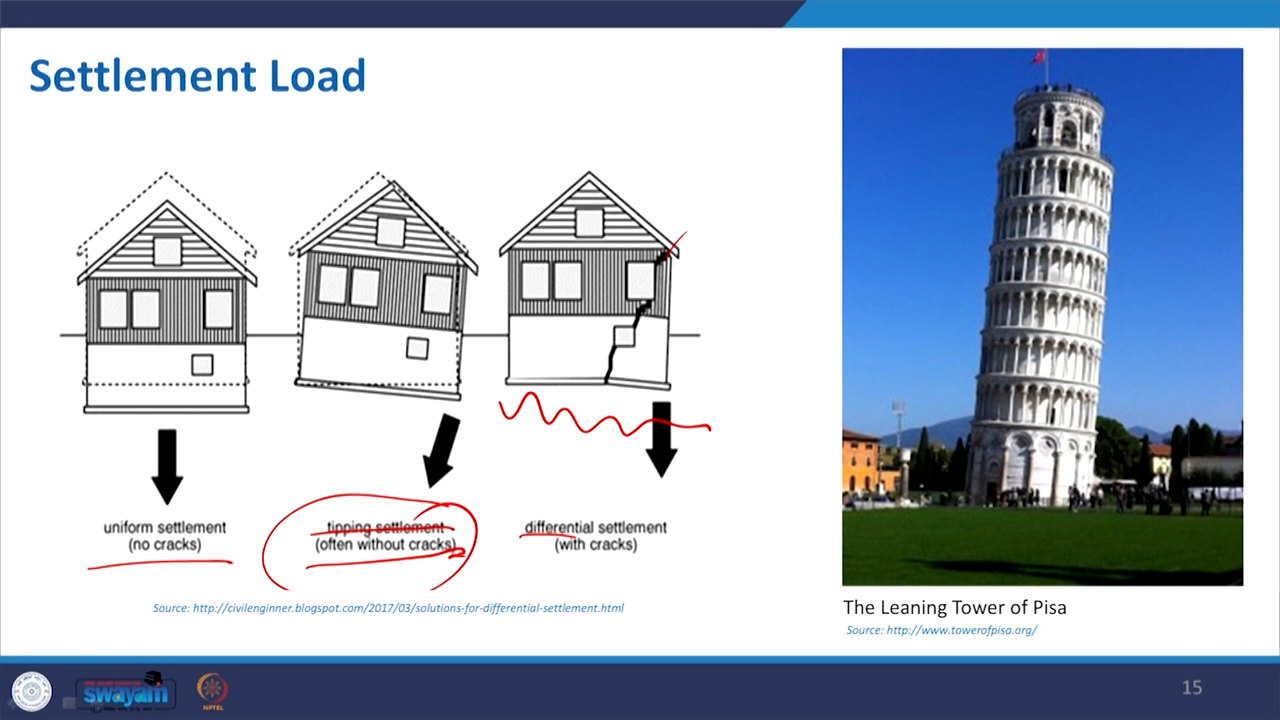 Settlement Load
uniform settlement
(no cracks)
tipping settlement
(often without cracks)
differential settlement
(with cracks)
Source: http://civilenginner.blogspot.com/2017/03/solutions-for-differential-settlement.html
The Leaning Tower of Pisa
Source: http://www.towerofpisa.org/
swayam
NPTEL
15